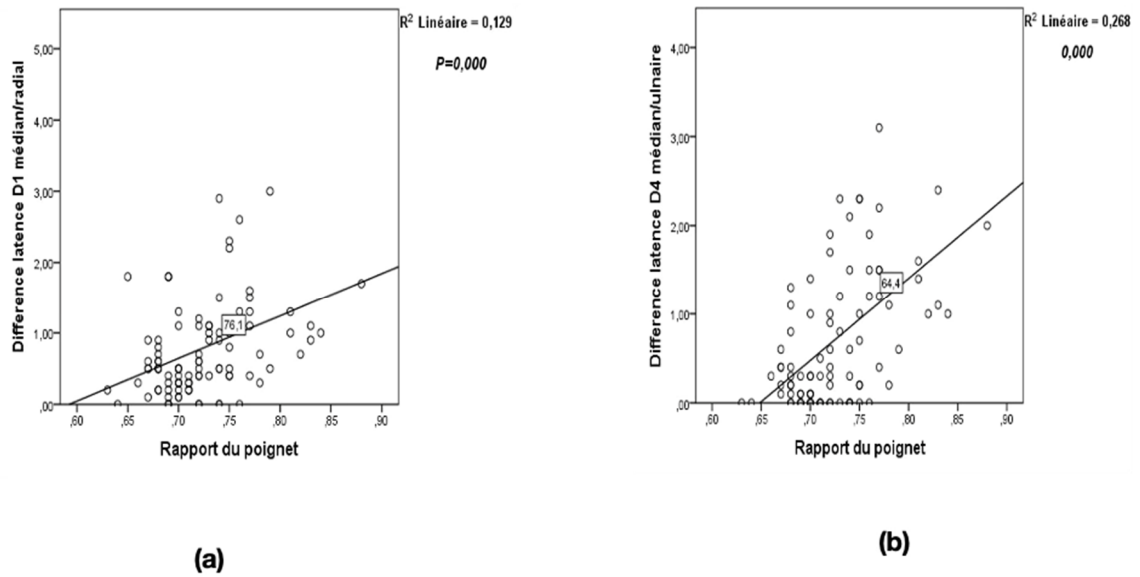 R² Linéaire = 0,129
P=0,000
Difference latence D1 médian/radial
5,00
4,00
3,00
2,00
1,00
,00
76,1
,60 ,65 ,70 ,75 ,80 ,85 ,90
Rapport du poignet
(a)
R² Linéaire = 0,268
0,000
Difference latence D4 médian/ulnaire
4,00
3,00
2,00
1,00
,00
64,4
,60 ,65 ,70 ,75 ,80 ,85 ,90
Rapport du poignet
(b)